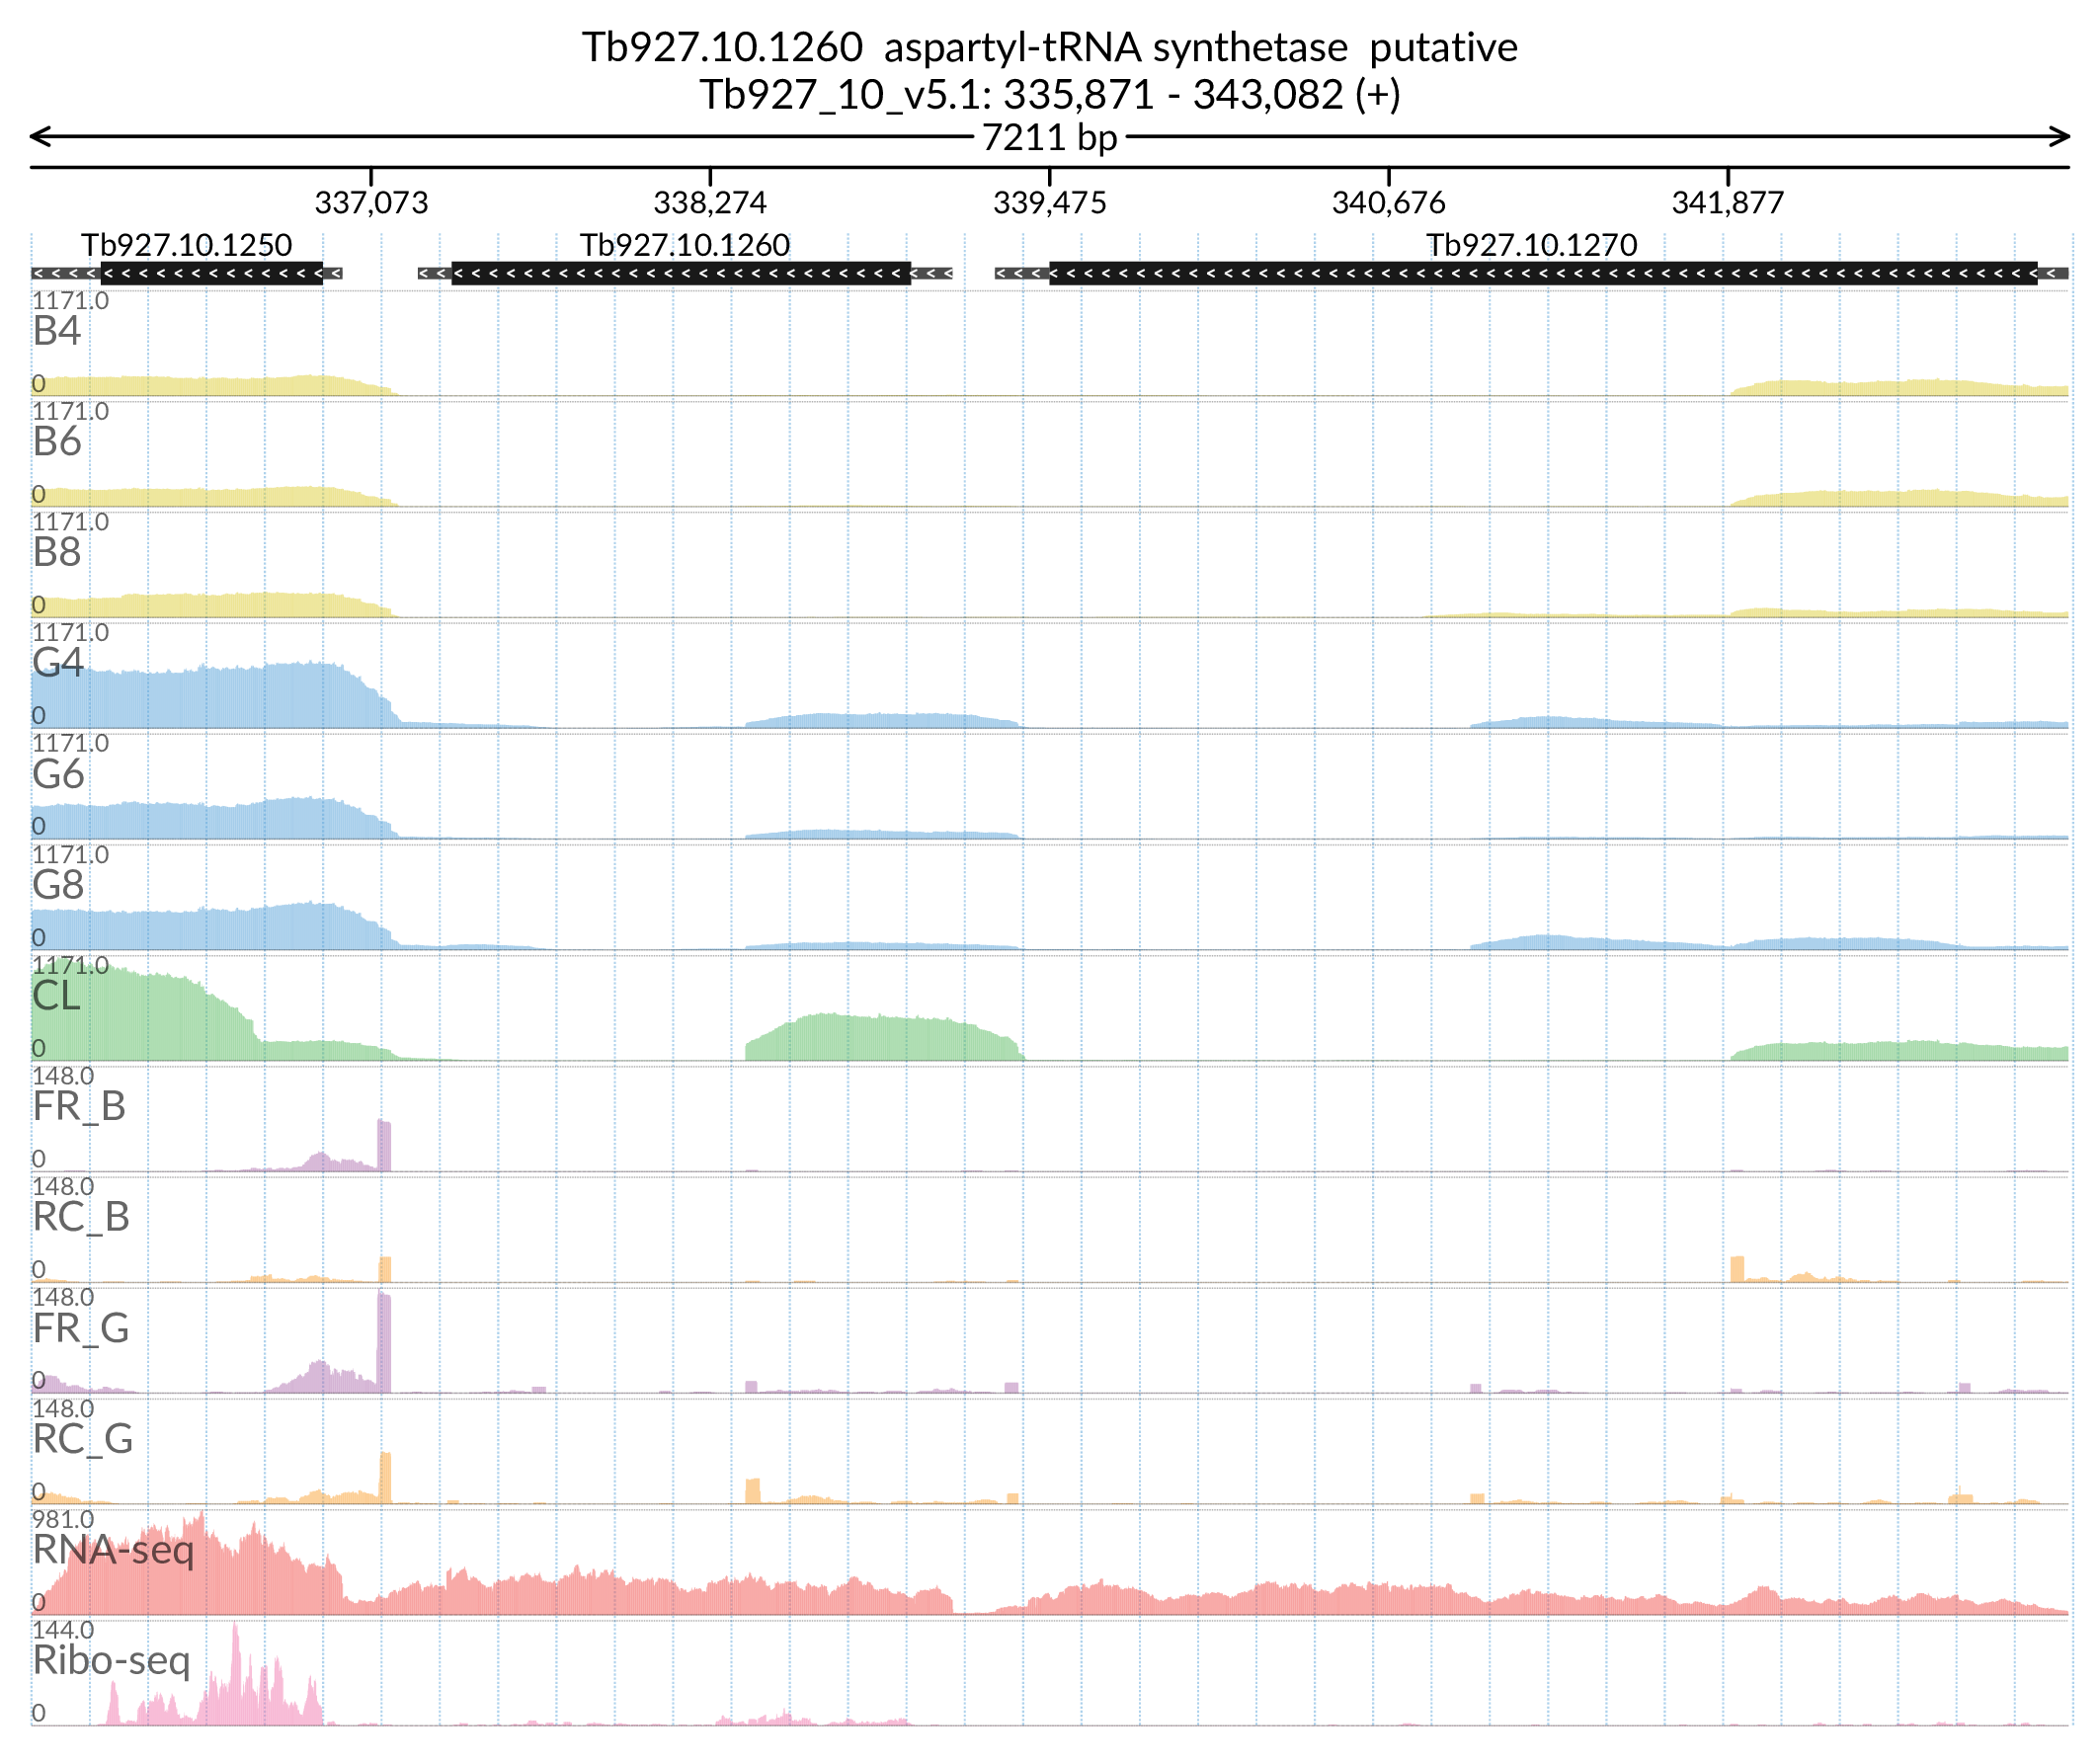 Tb927.10.1260  aspartyl-tRNA synthetase  putative
Tb927_10_v5.1: 335,871 - 343,082 (+)
7211 bp
337,073 338,274 339,475 340,676 341,877
Tb927.10.1250 Tb927.10.1260 Tb927.10.1270
1171.0
B4
0
1171.0
B6
0
1171.0
B8
0
1171.0
G4
0
1171.0
G6
0
1171.0
G8
0
1171.0
CL
0
148.0
FR_B
0
148.0
RC_B
0
148.0
FR_G
0
148.0
RC_G
0
981.0
RNA-seq
0
144.0
Ribo-seq
0